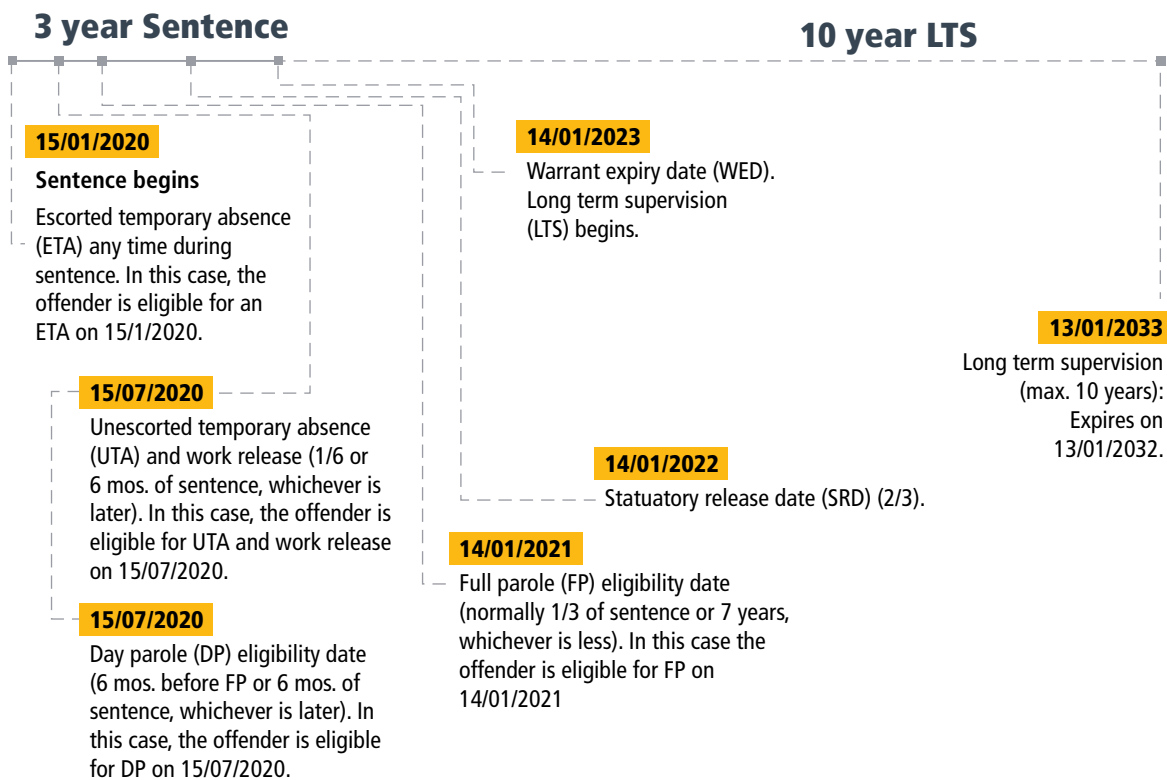 3 year Sentence
10 year LTS
15/01/2020
Sentence begins
Escorted temporary absence
(ETA) any time during
sentence. In this case, the
offender is eligible for an
ETA on 15/1/2020.
15/07/2020
Unescorted temporary absence
(UTA) and work release (1/6 or
6 mos. of sentence, whichever is
later). In this case, the offender is
eligible for UTA and work release
on 15/07/2020.
15/07/2020
Day parole (DP) eligibility date
(6 mos. before FP or 6 mos. of
sentence, whichever is later). In
this case, the offender is eligible
for DP on 15/07/2020.
14/01/2021
Full parole (FP) eligibility date
(normally 1/3 of sentence or 7 years,
whichever is less). In this case the
offender is eligible for FP on
14/01/2021
14/01/2022
Statuatory release date (SRD) (2/3).
14/01/2023
Warrant expiry date (WED).
Long term supervision
(LTS) begins.
13/01/2033
Long term supervision
(max. 10 years):
Expires on
13/01/2032.